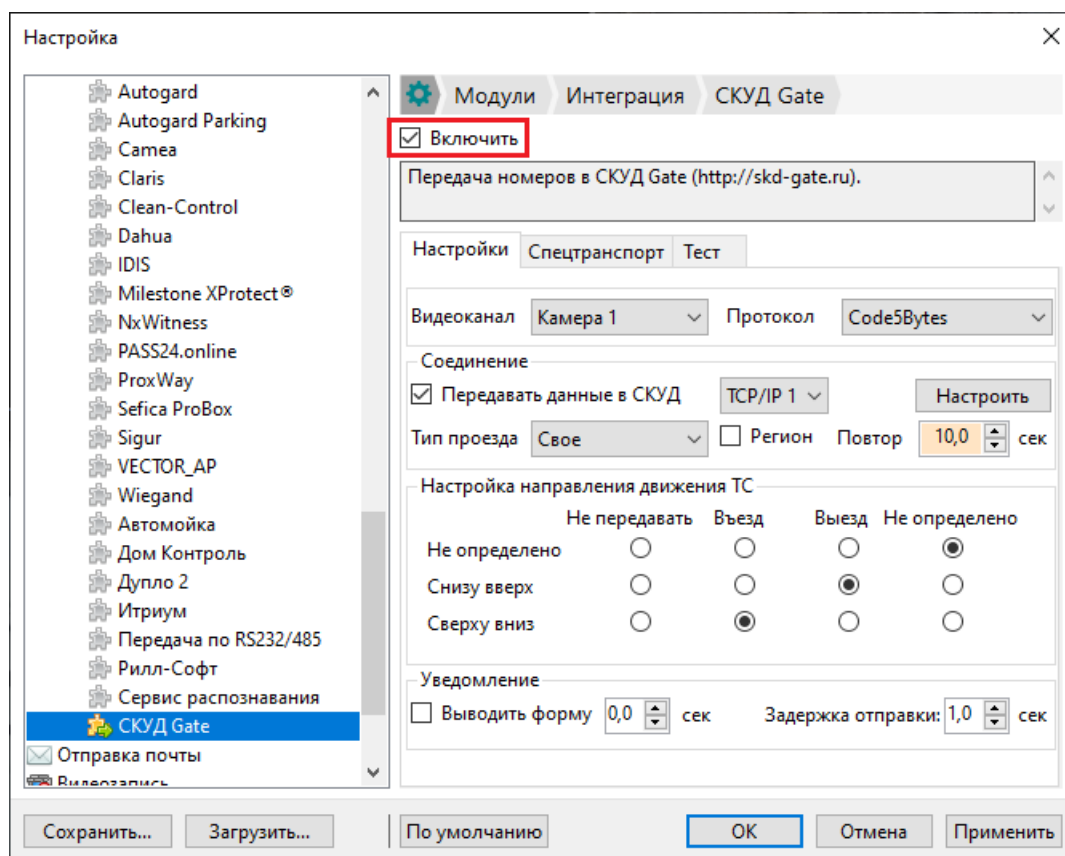 Настройка
Autogard
Autogard Parking
Camea
Claris
Clean-Control
Dahua
IDIS
Milestone XProtect®
NxWitness
PASS24.online
ProxWay
Sefica ProBox
Sigur
VECTOR_AP
Wiegand
Автомойка
Дом Контроль
Дупло 2
Итриум
Передача по RS232/485
Рилл-Софт
Сервис распознавания
СКУД Gate
Отправка почты
Видеозапись
Модули Интеграция СКУД Gate
Включить
Передача номеров в СКУД Gate (http://skd-gate.ru).
Настройки Спецтранспорт Тест
Видеоканал Камера 1 Протокол Code5Bytes
Соединение
Передавать данные в СКУД TCP/IP 1 Настроить
Тип проезда Свое Регион Повтор 10,0 сек
Настройка направления движения ТС
Не передавать Въезд Выезд Не определено
Не определено
Снизу вверх
Сверху вниз
Уведомление
Выводить форму 0,0 сек Задержка отправки: 1,0 сек
Сохранить... Загрузить... По умолчанию OK Отмена Применить